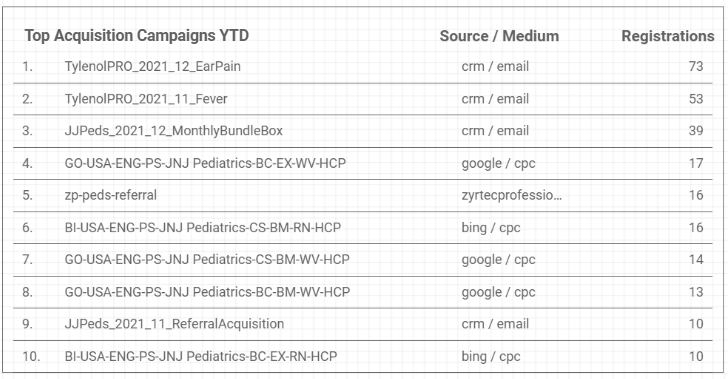 Top Acquisition Campaigns YTD Source / Medium Registrations
1. TylenolPRO_2021_12_EarPain crm / email 73
2. TylenolPRO_2021_11_Fever crm / email 53
3. JJPeds_2021_12_MonthlyBundleBox crm / email 39
4. GO-USA-ENG-PS-JNJ Pediatrics-BC-EX-WV-HCP google / cpc 17
5. zp-peds-referral zyrtecprofessio... 16
6. BI-USA-ENG-PS-JNJ Pediatrics-CS-BM-RN-HCP bing / cpc 16
7. GO-USA-ENG-PS-JNJ Pediatrics-CS-BM-WV-HCP google / cpc 14
8. GO-USA-ENG-PS-JNJ Pediatrics-BC-BM-WV-HCP google / cpc 13
9. JJPeds_2021_11_ReferralAcquisition crm / email 10
10. BI-USA-ENG-PS-JNJ Pediatrics-BC-EX-RN-HCP bing / cpc 10